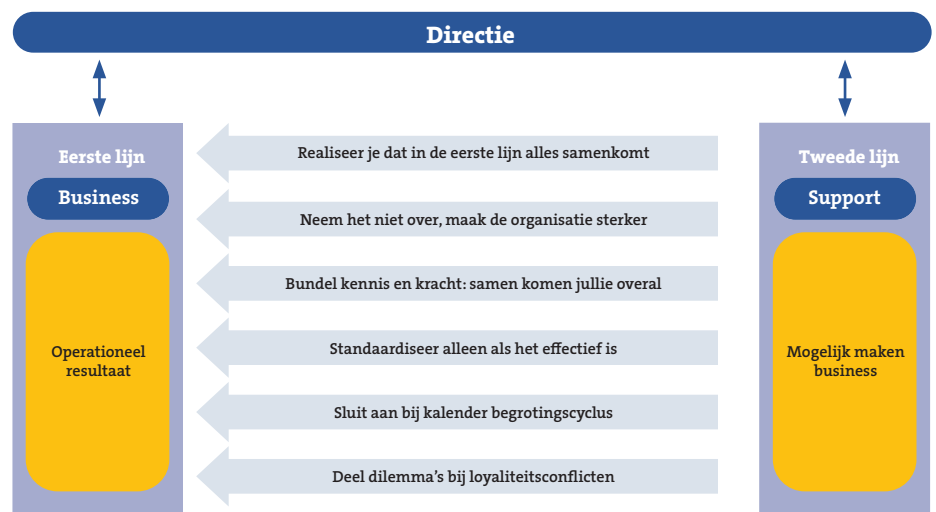 Directie
Eerste lijn
Business
Operationeel
resultaat
Realiseer je dat in de eerste lijn alles samenkomt
Neem het niet over, maak de organisatie sterker
Bundel kennis en kracht: samen komen jullie overal
Standaardiseer alleen als het effectief is
Sluit aan bij kalender begrotingscyclus
Deel dilemma's bij loyaliteitsconflicten
Tweede lijn
Support
Mogelijk maken
business